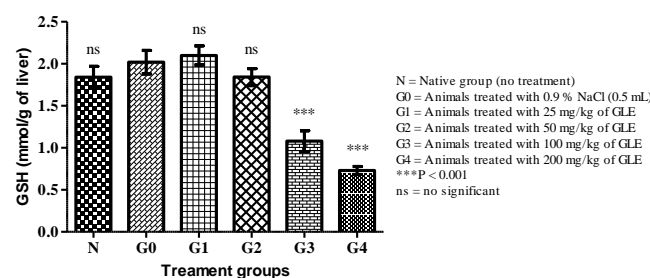 2.5
2.0
1.5
1.0
0.5
0.0
GSH (mmol/g of liver)
ns
ns
ns
***
***
N G0 G1 G2 G3 G4
Treament groups
N = Native group (no treatment)
G0 = Animals treated with 0.9 % NaCl (0.5 mL)
G1 = Animals treated with 25 mg/kg of GLE
G2 = Animals treated with 50 mg/kg of GLE
G3 = Animals treated with 100 mg/kg of GLE
G4 = Animals treated with 200 mg/kg of GLE
***P < 0.001
ns = no significant